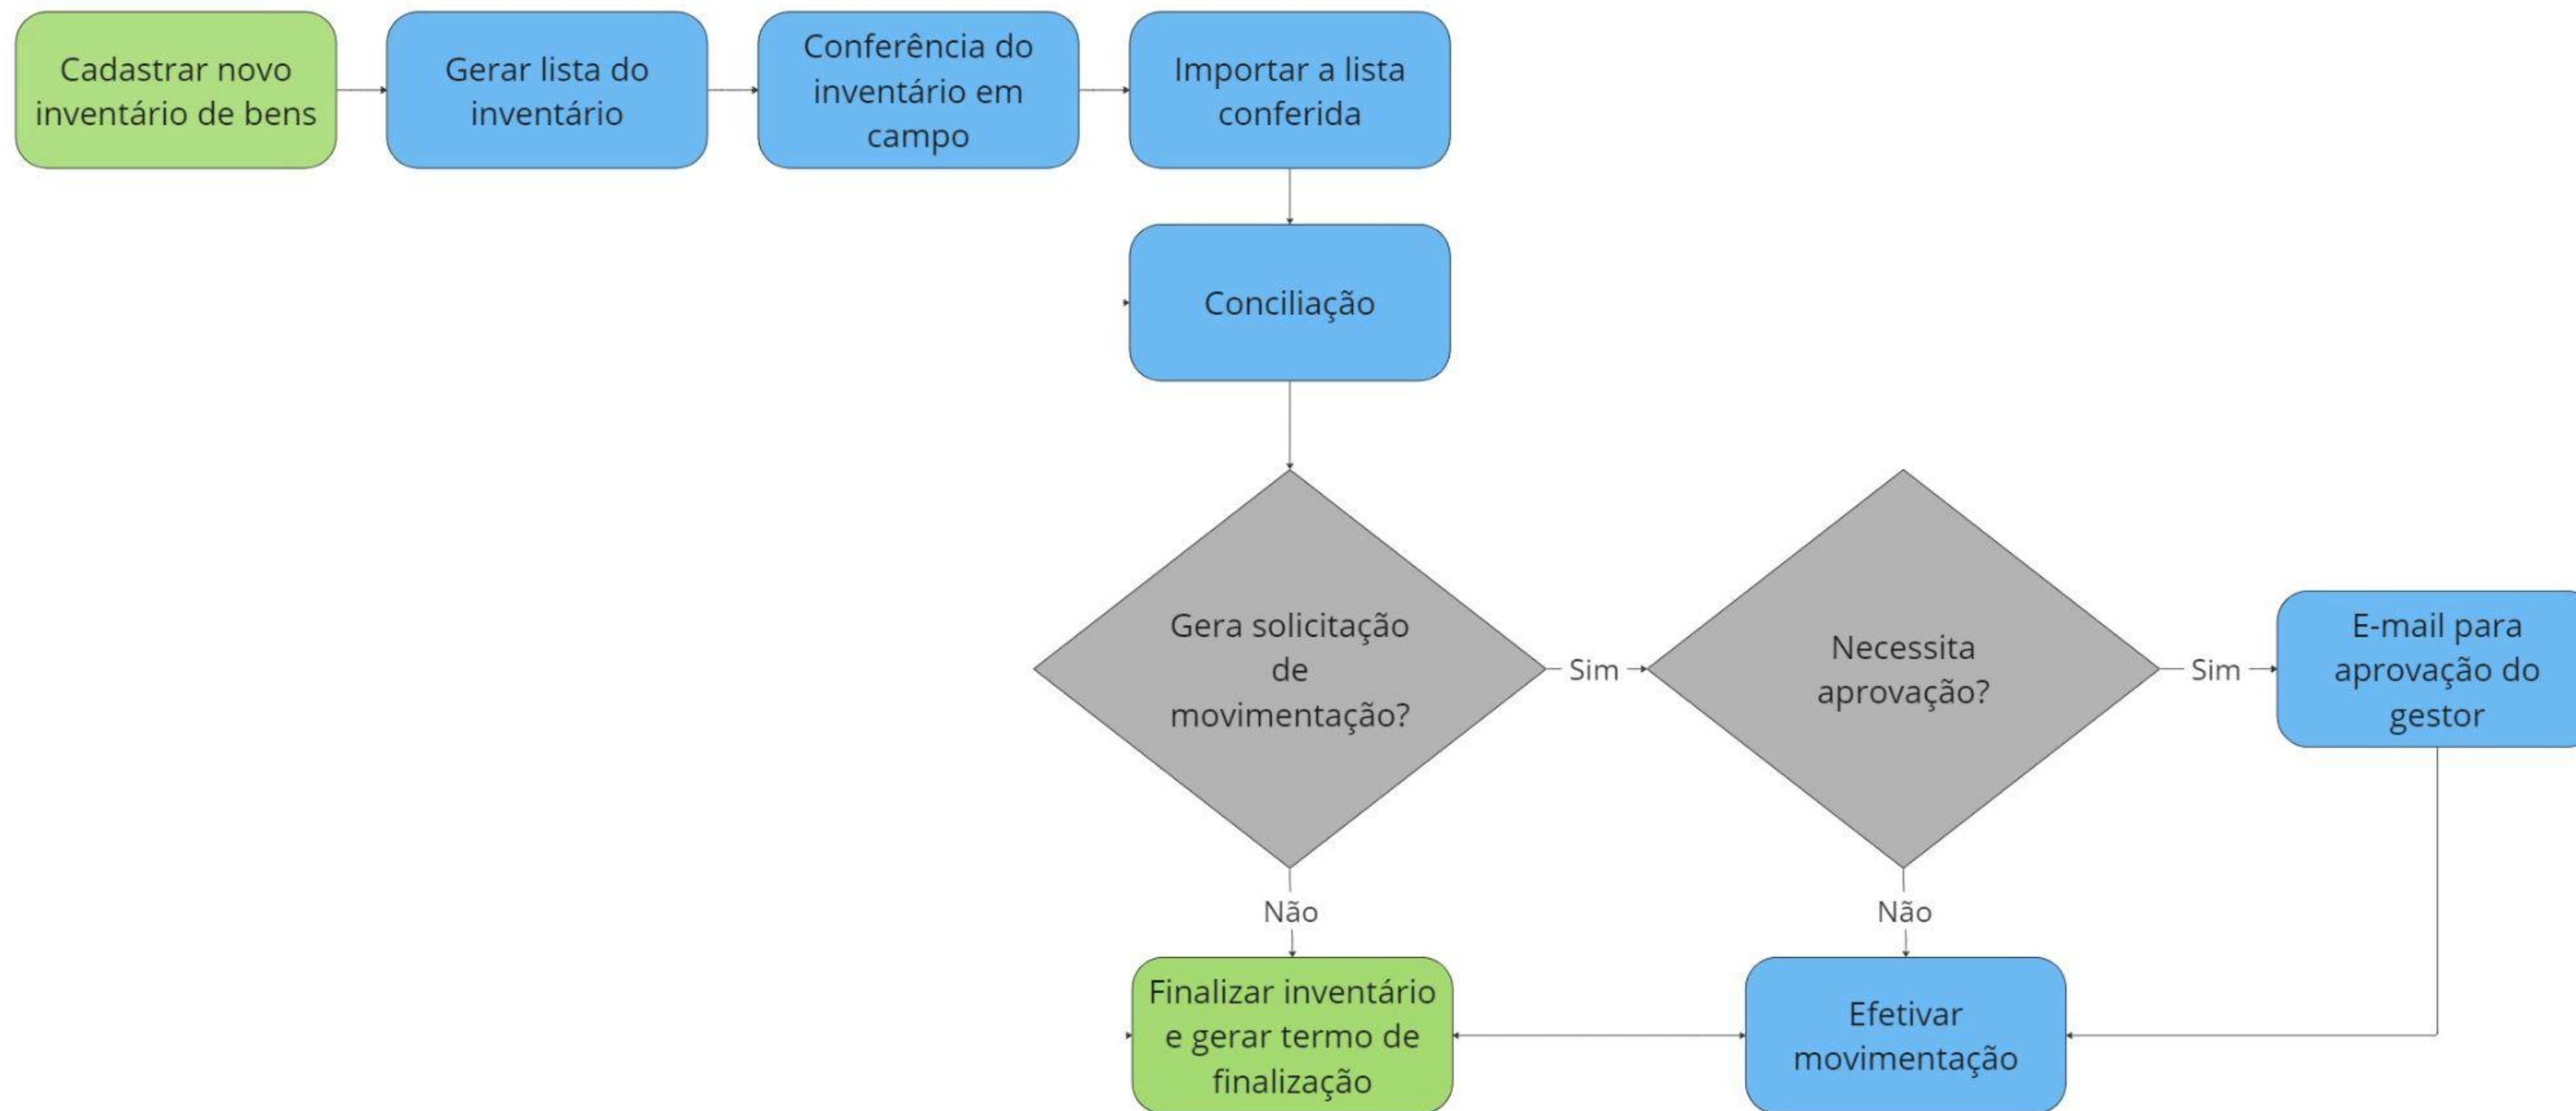 Cadastrar novo
inventário de bens
Gerar lista do
inventário
Conferência do
inventário em
campo
Importar a lista
conferida
Conciliação
Gera solicitação
de
movimentação?
Sim
Necessita
aprovação?
Sim
E-mail para
aprovação do
gestor
Não
Não
Finalizar inventário
e gerar termo de
finalização
Efetivar
movimentação